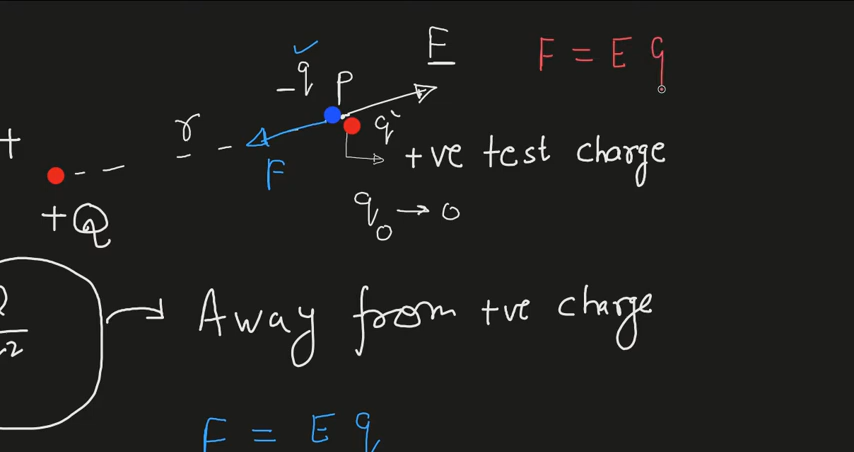 E
F = E q
-q
P
r
q
F
+ve test charge
+
+Q
q₀ → 0
Away from +ve charge
F = E q